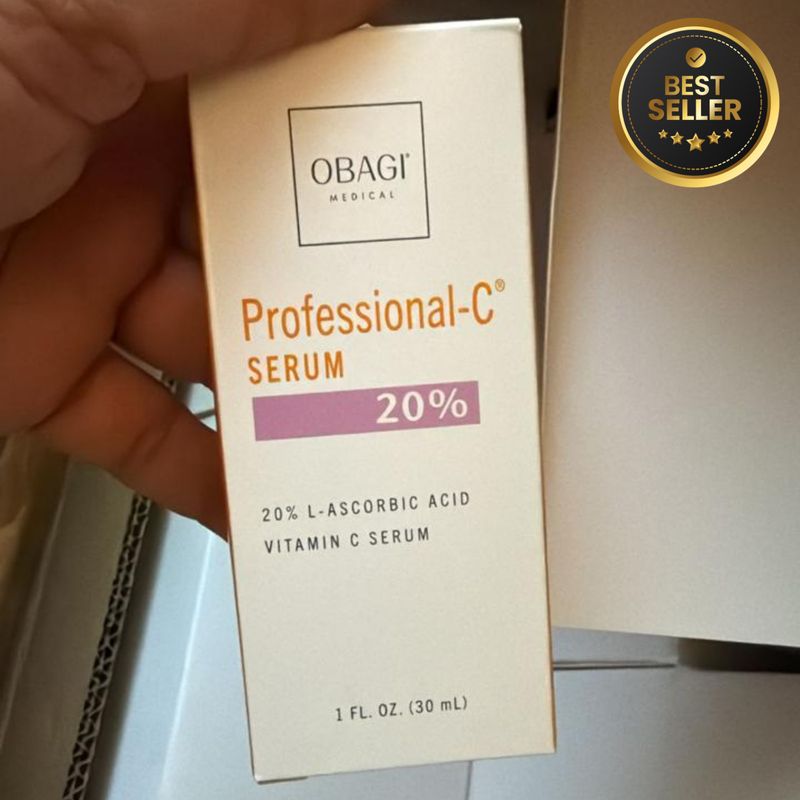 BEST
SELLER
OBAGI®
MEDICAL
Professional-C®
SERUM
20%
20% L-ASCORBIC ACID
VITAMIN C SERUM
1 FL. OZ. (30 mL)